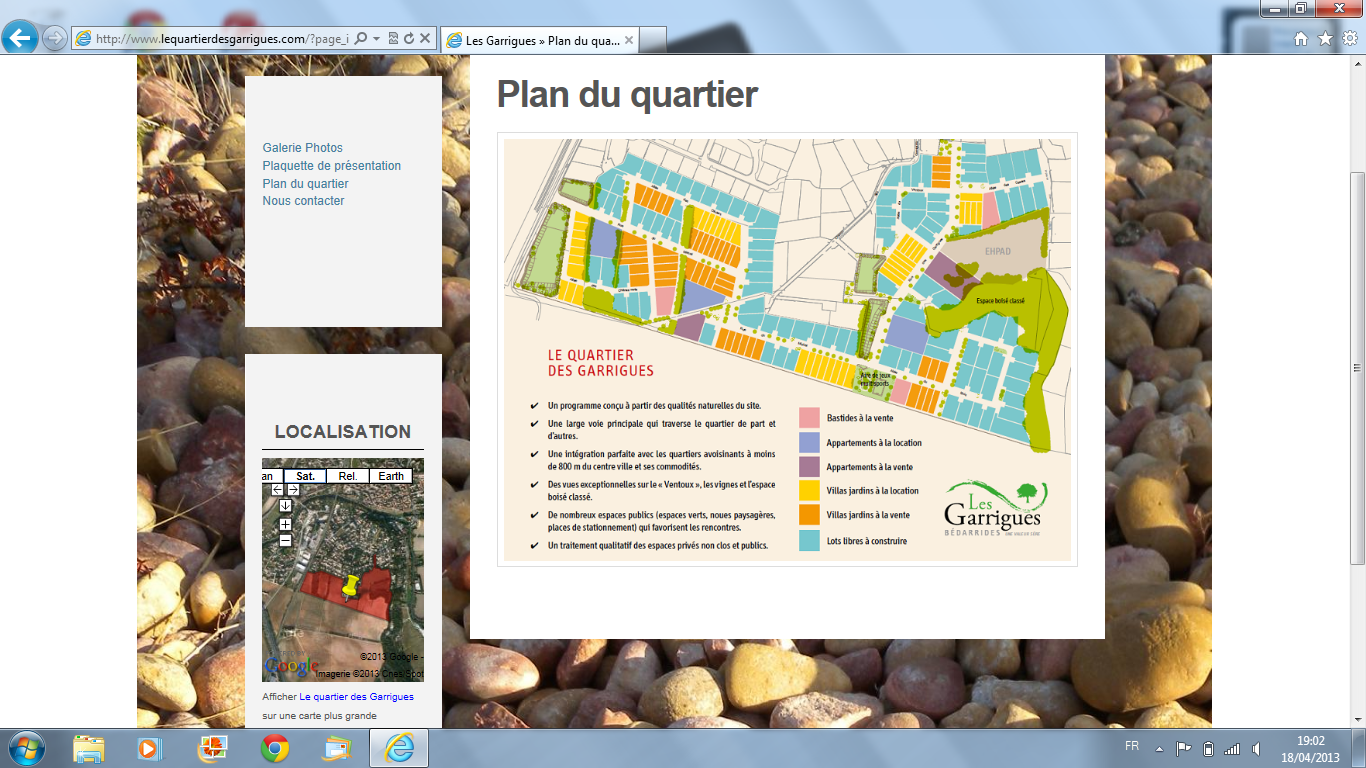 http://www.lequartierdesgarrigues.com/?page_i
Les Garrigues » Plan du qua...
Galerie Photos
Plaquette de présentation
Plan du quartier
Nous contacter
LOCALISATION
an
Sat.
Rel.
Earth
Google
©2013 Google -
Imagerie ©2013 Cnes/Spot
Afficher Le quartier des Garrigues
sur une carte plus grande
Plan du quartier
EHPAD
Espace boisé classé
Aire de jeux
multisports
LE QUARTIER
DES GARRIGUES
✔ Un programme conçu à partir des qualités naturelles du site.
✔ Une large voie principale qui traverse le quartier de part et
d'autres.
✔ Une intégration parfaite avec les quartiers avoisinants à moins
de 800 m du centre ville et ses commodités.
✔ Des vues exceptionnelles sur le « Ventoux », les vignes et l'espace
boisé classé.
✔ De nombreux espaces publics (espaces verts, noues paysagères,
places de stationnement) qui favorisent les rencontres.
✔ Un traitement qualitatif des espaces privés non clos et publics.
Bastides à la vente
Appartements à la location
Appartements à la vente
Villas jardins à la location
Villas jardins à la vente
Lots libres à construire
Les
Garrigues
BÉDARRIDES
FR
19:02
18/04/2013